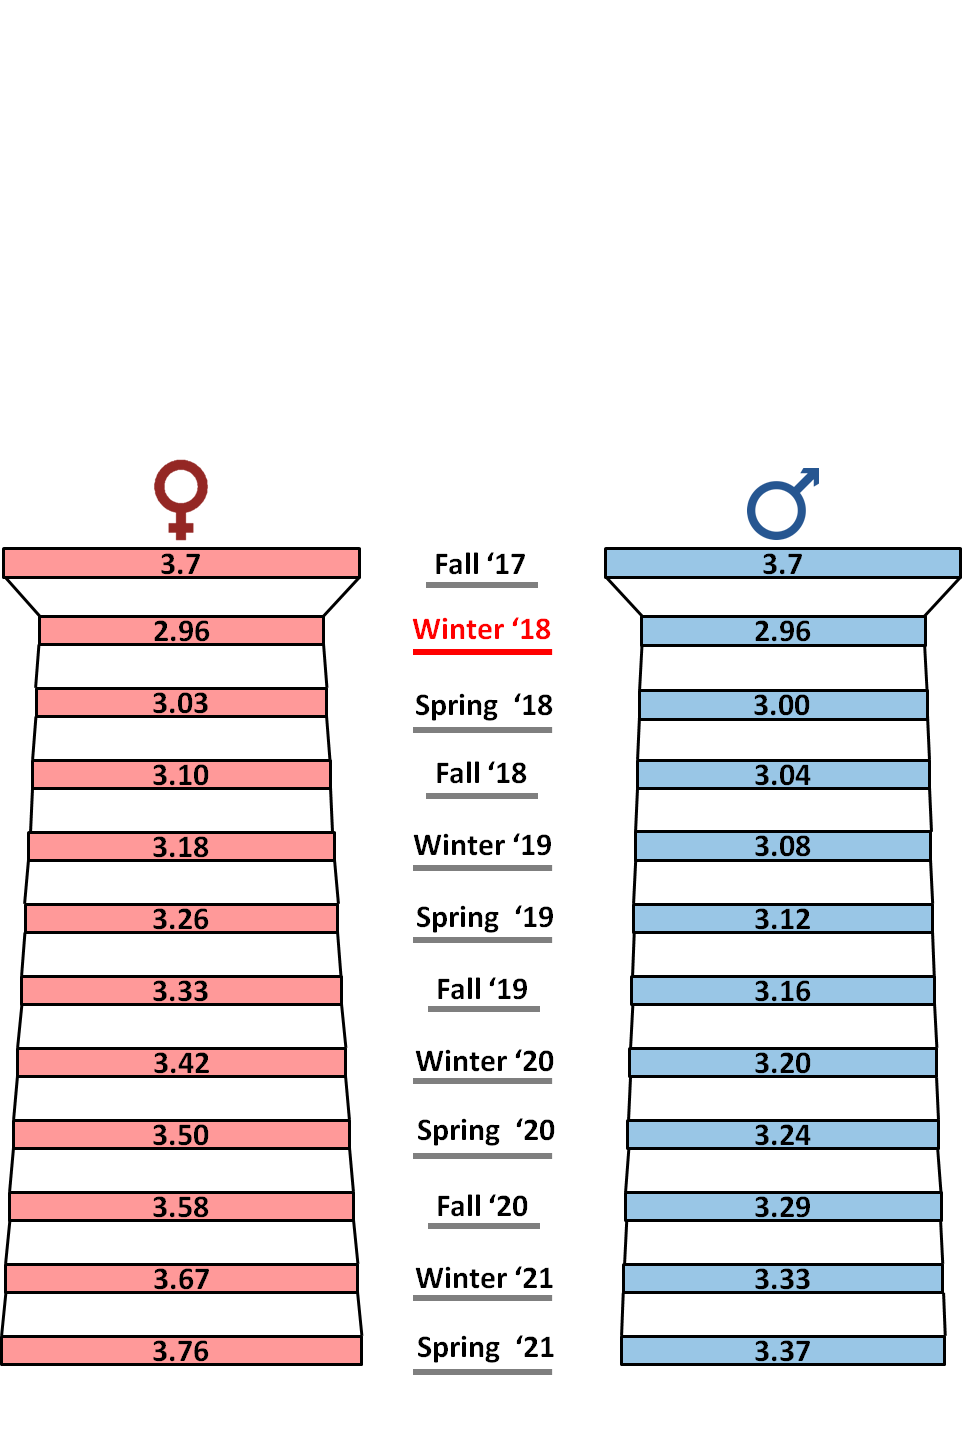 3.7 Fall ‘17 3.7
2.96 Winter ‘18 2.96
3.03 Spring ‘18 3.00
3.10 Fall ‘18 3.04
3.18 Winter ‘19 3.08
3.26 Spring ‘19 3.12
3.33 Fall ‘19 3.16
3.42 Winter ‘20 3.20
3.50 Spring ‘20 3.24
3.58 Fall ‘20 3.29
3.67 Winter ‘21 3.33
3.76 Spring ‘21 3.37